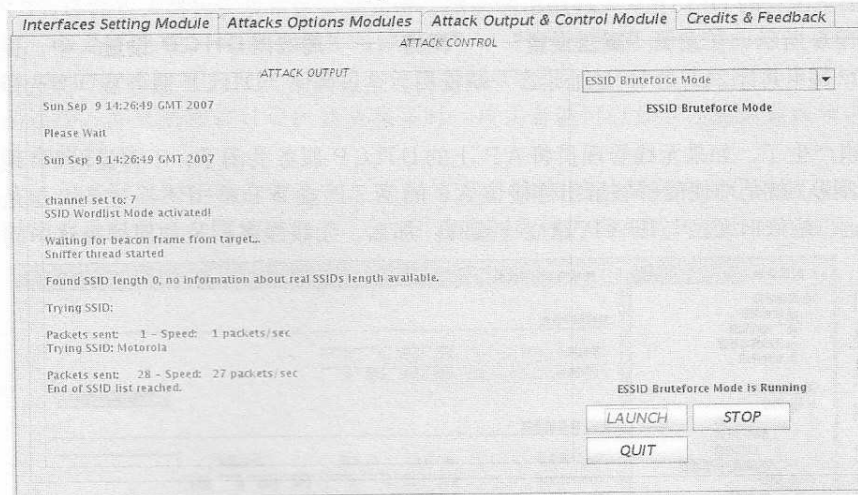 Interfaces Setting Module
Attacks Options Modules
Attack Output & Control Module
Credits & Feedback
ATTACK CONTROL
ATTACK OUTPUT
ESSID Bruteforce Mode
ESSID Bruteforce Mode
Sun Sep 9 14:26:49 GMT 2007
Please Wait
Sun Sep 9 14:26:49 GMT 2007
channel set to: 7
SSID Wordlist Mode activated!
Waiting for beacon frame from target...
Sniffer thread started
Found SSID length 0, no information about real SSIDs length available.
Trying SSID:
Packets sent: 1 - Speed: 1 packets/sec
Trying SSID: Motorola
Packets sent: 28 - Speed: 27 packets/sec
End of SSID list reached.
ESSID Bruteforce Mode is Running
LAUNCH
STOP
QUIT